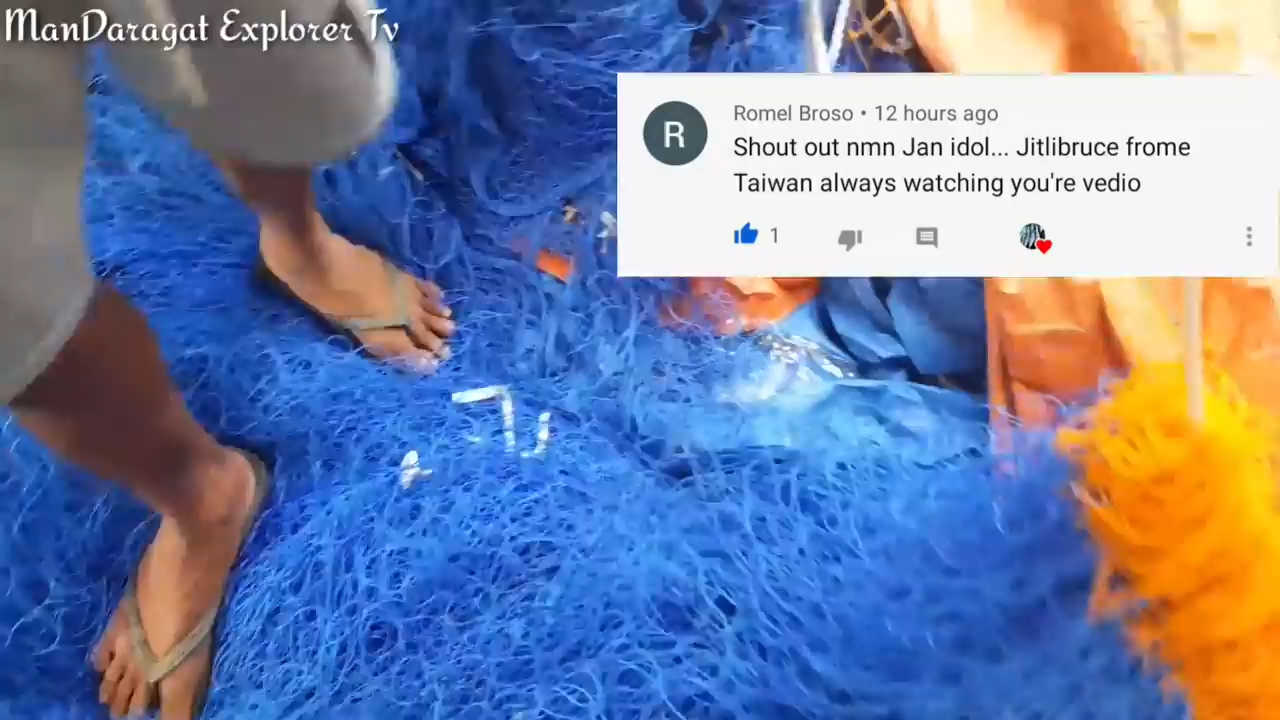 ManDaragat Explorer Tv
R
Romel Broso • 12 hours ago
Shout out nmn Jan idol... Jitlibruce frome
Taiwan always watching you're vedio
1